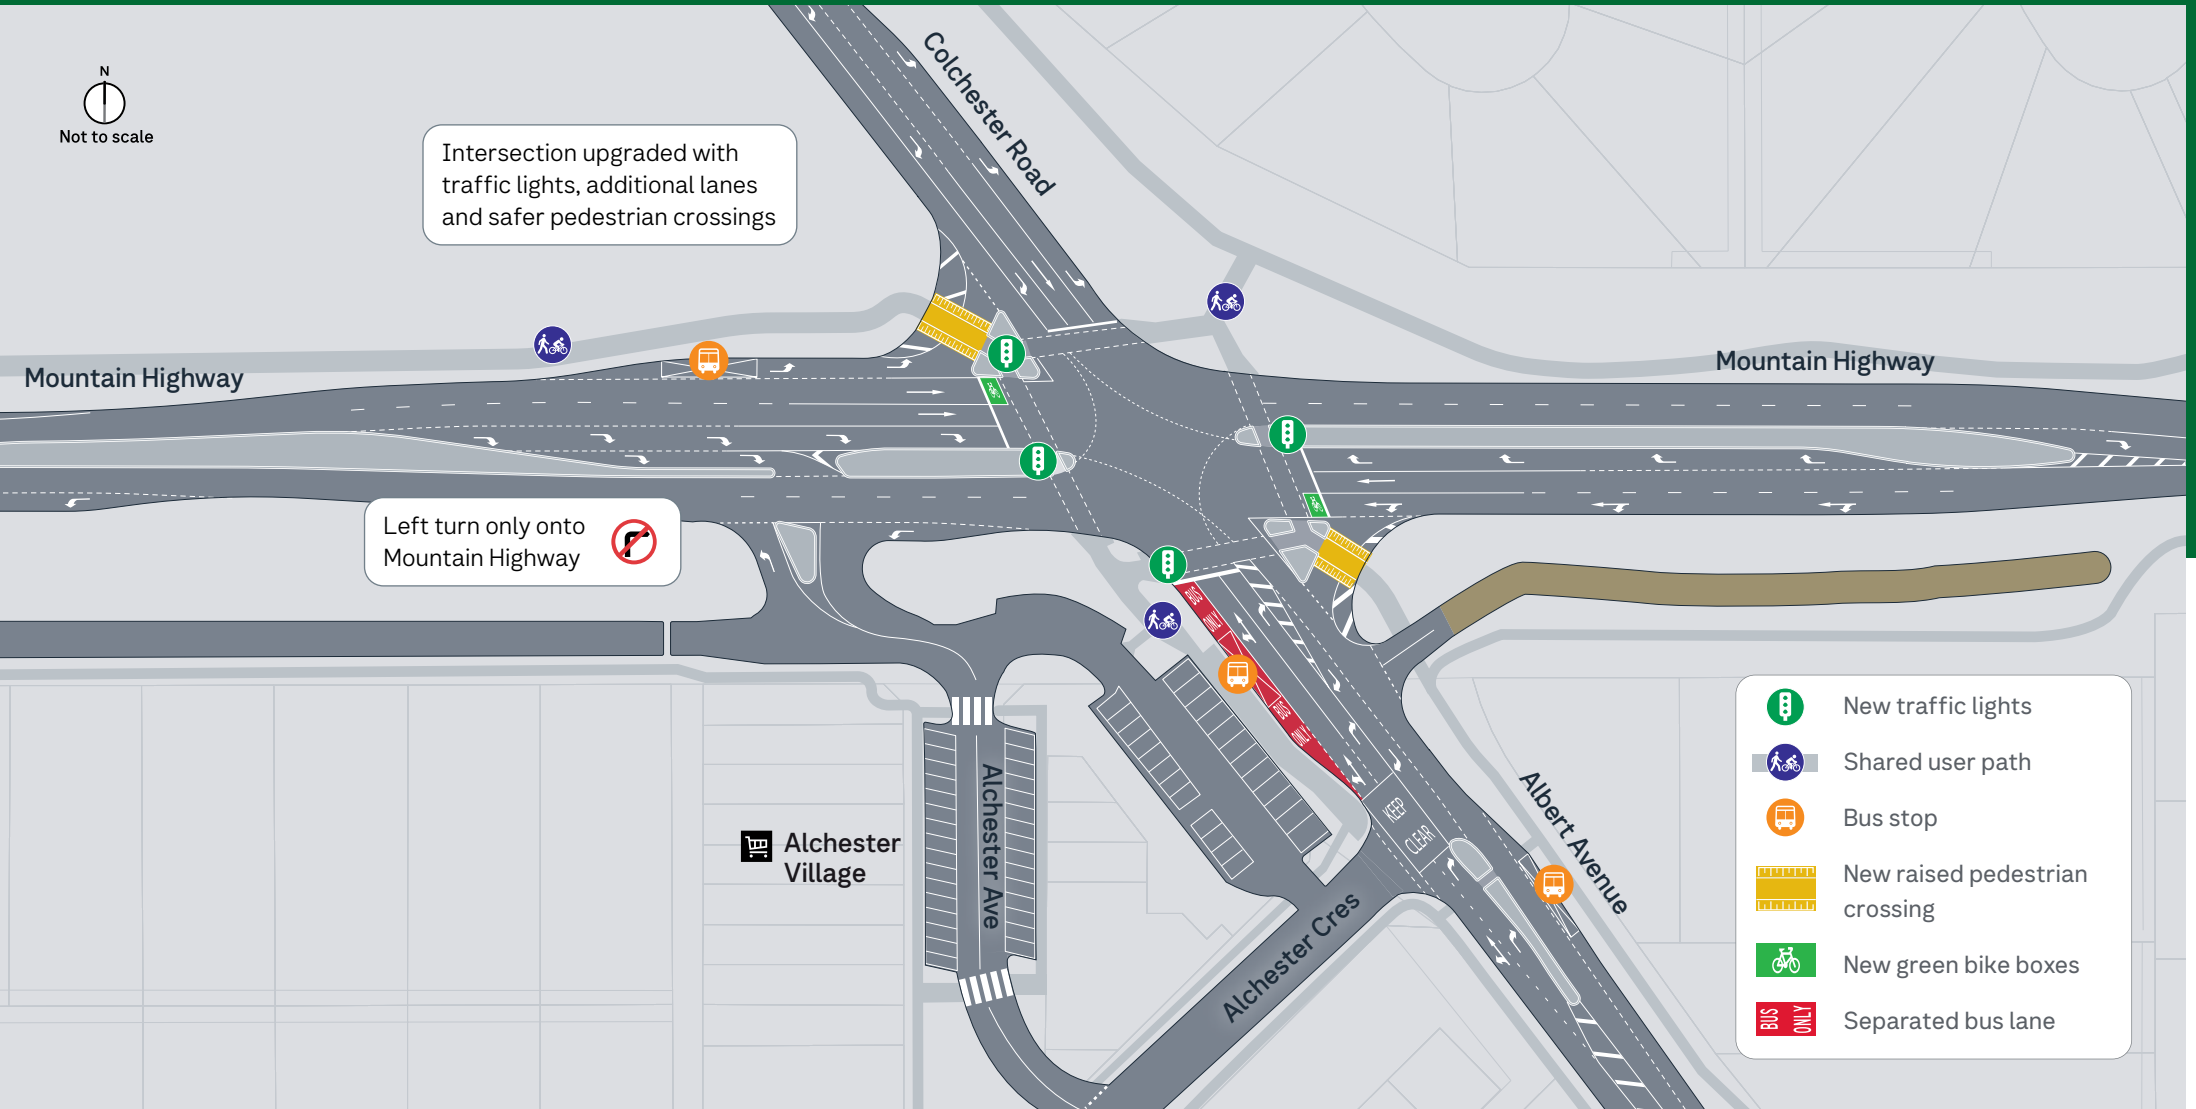 N
Not to scale
Intersection upgraded with
traffic lights, additional lanes
and safer pedestrian crossings
Colchester Road
Mountain Highway
Mountain Highway
Left turn only onto
Mountain Highway
BUS
ONLY
BUS
ONLY
KEEP
CLEAR
Albert Avenue
Alchester
Village
Alchester Ave
Alchester Cres
New traffic lights
Shared user path
Bus stop
New raised pedestrian
crossing
New green bike boxes
BUS
ONLY
Separated bus lane